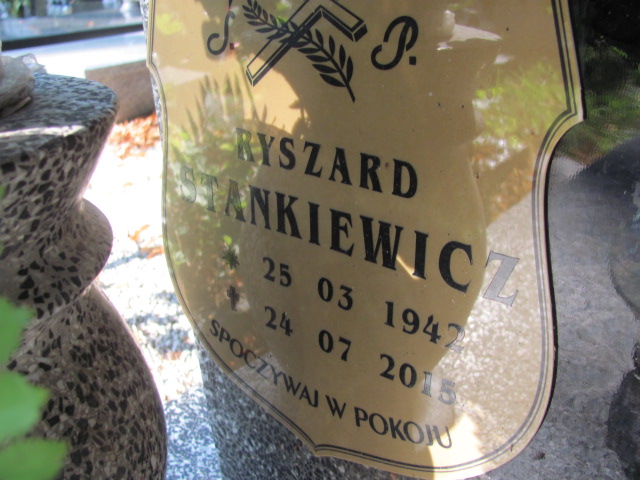 Ś. P.
RYSZARD
STANKIEWICZ
* 25 03 1942
✝ 24 07 2015
SPOCZYWAJ W POKOJU